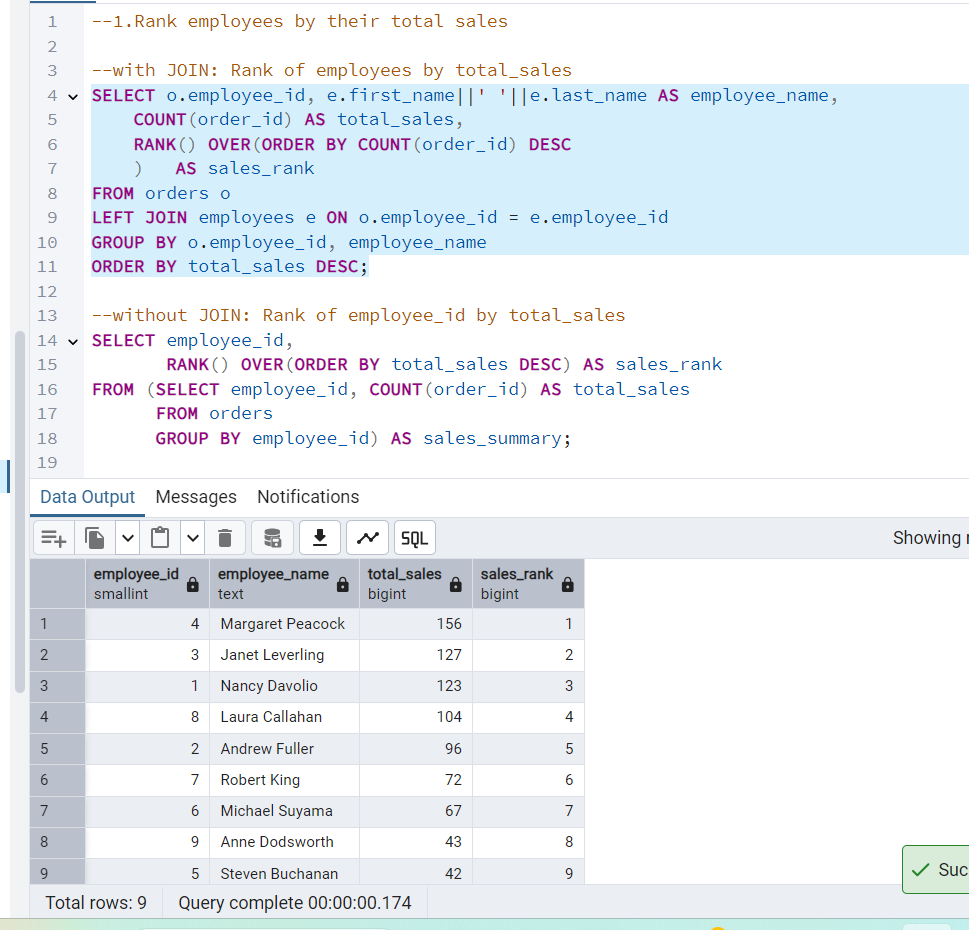 1 --1.Rank employees by their total sales
2
3 --with JOIN: Rank of employees by total_sales
4 SELECT o.employee_id, e.first_name||' '||e.last_name AS employee_name,
5 COUNT(order_id) AS total_sales,
6 RANK() OVER(ORDER BY COUNT(order_id) DESC
7 ) AS sales_rank
8 FROM orders o
9 LEFT JOIN employees e ON o.employee_id = e.employee_id
10 GROUP BY o.employee_id, employee_name
11 ORDER BY total_sales DESC;
12
13 --without JOIN: Rank of employee_id by total_sales
14 SELECT employee_id,
15 RANK() OVER(ORDER BY total_sales DESC) AS sales_rank
16 FROM (SELECT employee_id, COUNT(order_id) AS total_sales
17 FROM orders
18 GROUP BY employee_id) AS sales_summary;
19
Data Output Messages Notifications
SQL Showing
employee_id employee_name total_sales sales_rank
smallint text bigint bigint
1 4 Margaret Peacock 156 1
2 3 Janet Leverling 127 2
3 1 Nancy Davolio 123 3
4 8 Laura Callahan 104 4
5 2 Andrew Fuller 96 5
6 7 Robert King 72 6
7 6 Michael Suyama 67 7
8 9 Anne Dodsworth 43 8
9 5 Steven Buchanan 42 9
Suc
Total rows: 9 Query complete 00:00:00.174